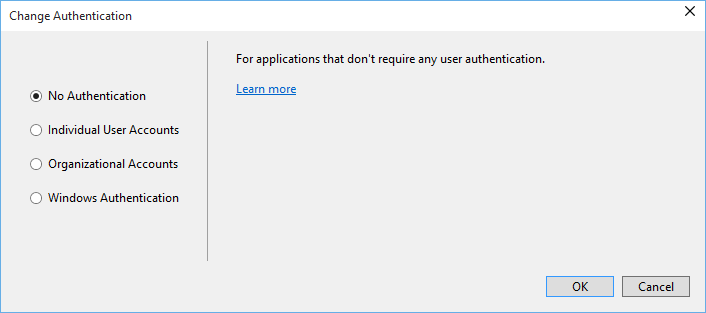 Change Authentication
No Authentication
Individual User Accounts
Organizational Accounts
Windows Authentication
For applications that don't require any user authentication.
Learn more
OK
Cancel